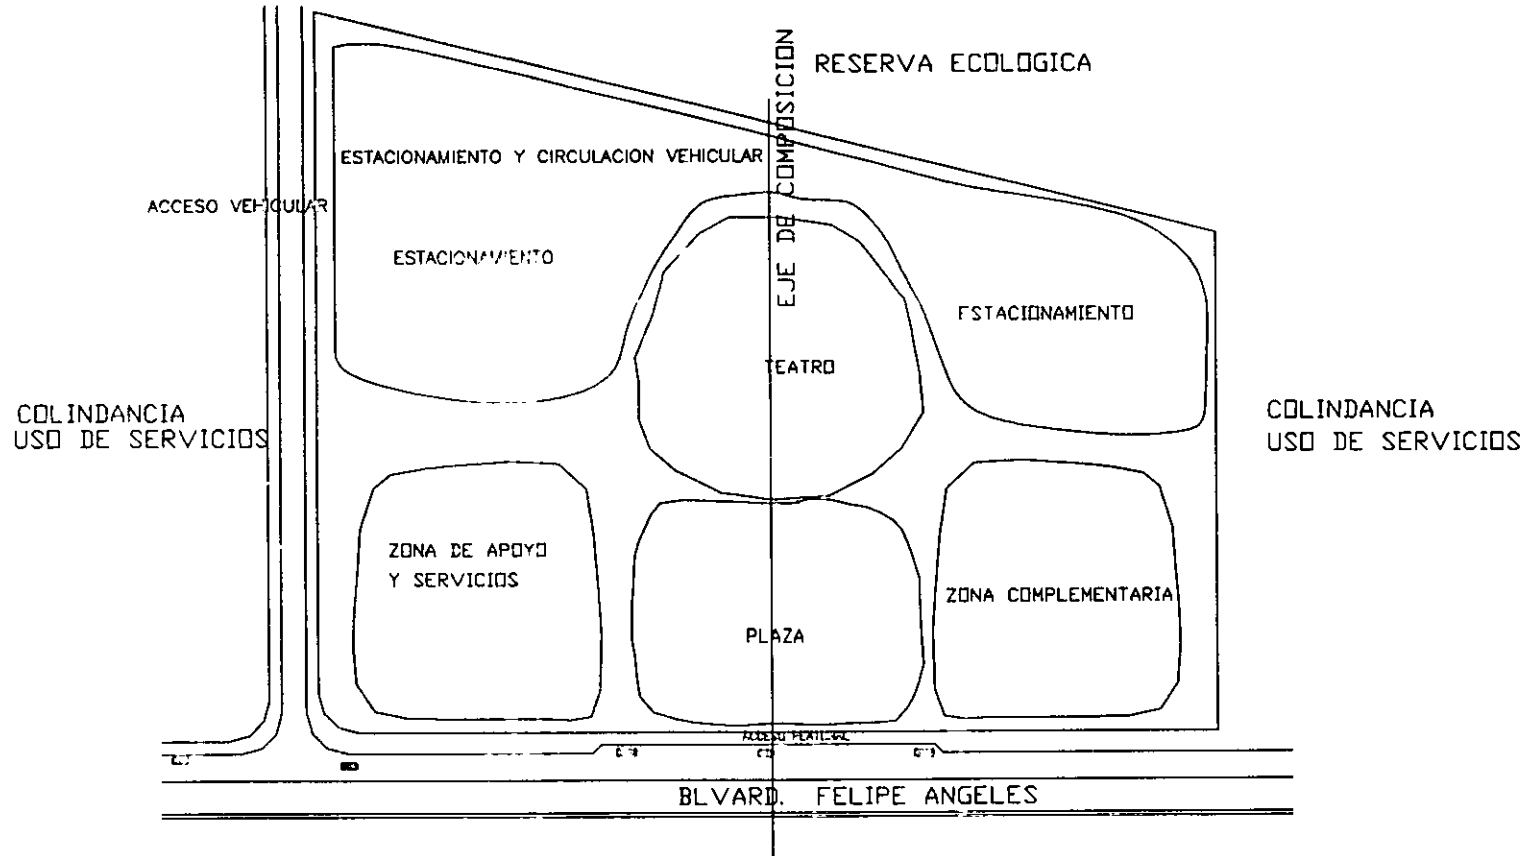 RESERVA ECOLOGICA
EJE DE COMPOSICION
ESTACIONAMIENTO Y CIRCULACION VEHICULAR
ACCESO VEHICULAR
ESTACIONAMIENTO
ESTACIONAMIENTO
TEATRO
COLINDANCIA
USO DE SERVICIOS
COLINDANCIA
USO DE SERVICIOS
ZONA DE APOYO
Y SERVICIOS
ZONA COMPLEMENTARIA
PLAZA
ACCESO
BLVARD. FELIPE ANGELES